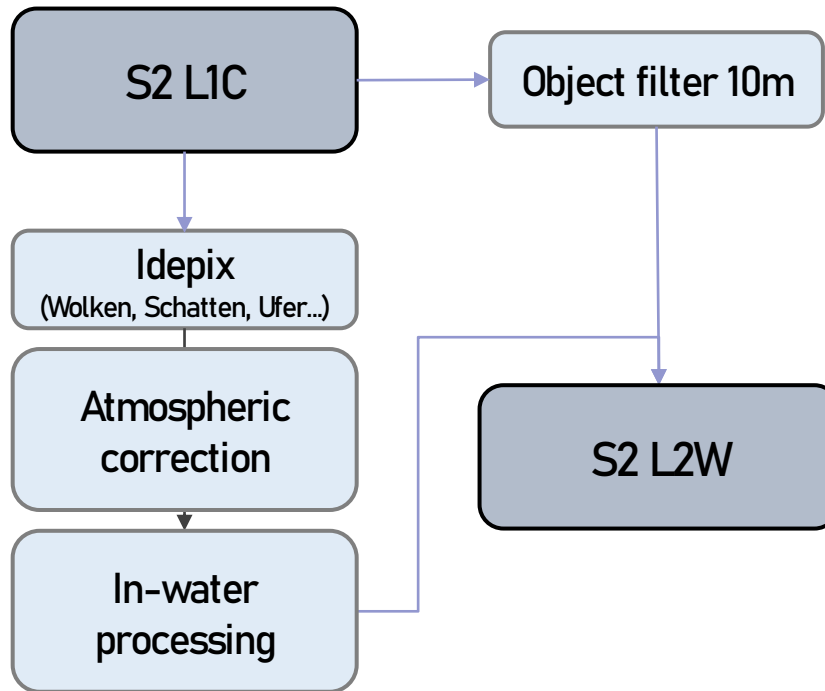 S2 L1C
Object filter 10m
Idepix
(Wolken, Schatten, Ufer...)
Atmospheric
correction
S2 L2W
In-water
processing